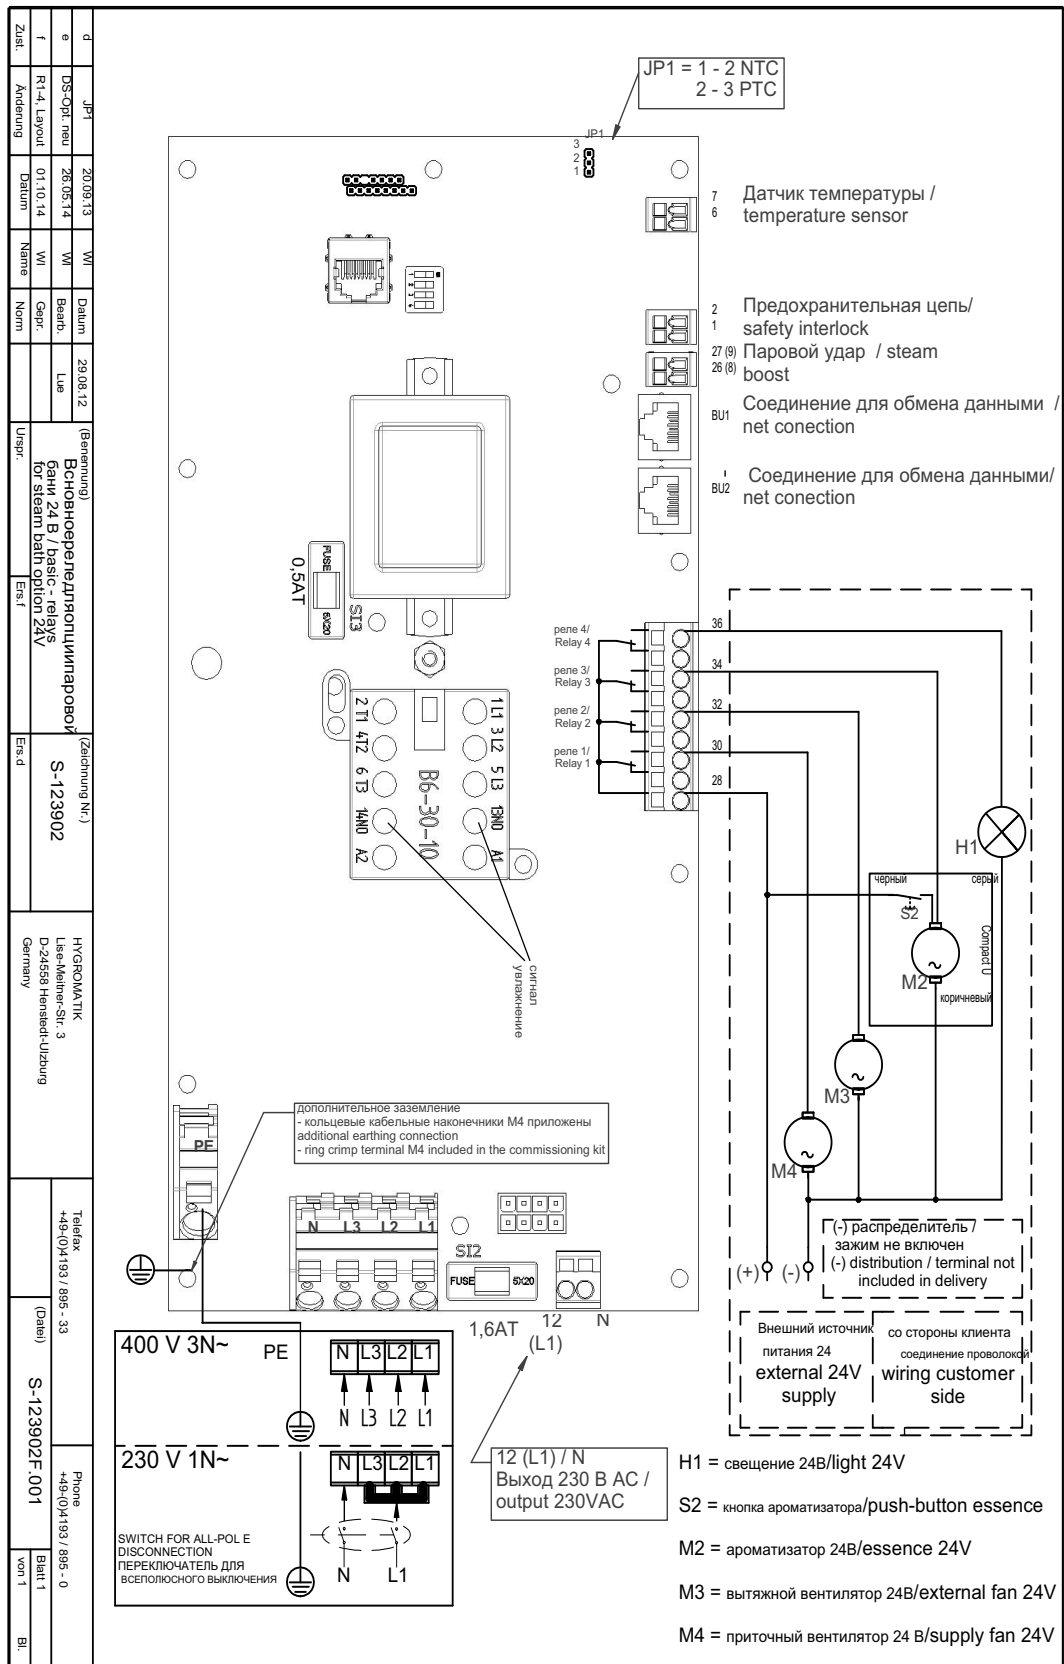 JP1 = 1 - 2 NTC
2 - 3 PTC
JP1
3
2
1
7
6
Датчик температуры /
temperature sensor
2
1
Предохранительная цепь/
safety interlock
27 (9)
26 (8)
Паровой удар / steam
boost
BU1
Соединение для обмена данными /
net conection
BU2
Соединение для обмена данными/
net conection
FUSE
5X20
0,5AT
SI3
реле 4/
Relay 4
реле 3/
Relay 3
реле 2/
Relay 2
реле 1/
Relay 1
36
34
32
30
28
2 T1
4T2
6 T3
14NO
A2
1 L1
3 L2
5 L3
13NO
A1
B6-30-10
сигнал
увлажнение
H1
черный
серый
S2
Compact U
M2
коричневый
M3
M4
дополнительное заземление
- кольцевые кабельные наконечники M4 приложены
additional earthing connection
- ring crimp terminal M4 included in the commissioning kit
PE
N L3 L2 L1
SI2
FUSE
5X20
1,6AT
12
(L1)
N
(+)
(-)
(-) распределитель /
зажим не включен
(-) distribution / terminal not
included in delivery
Внешний источник
питания 24
external 24V
supply
со стороны клиента
соединение проволокой
wiring customer
side
400 V 3N~
PE
N L3 L2 L1
N L3 L2 L1
230 V 1N~
N L3 L2 L1
SWITCH FOR ALL-POL E
DISCONNECTION
ПЕРЕКЛЮЧАТЕЛЬ ДЛЯ
ВСЕПОЛЮСНОГО ВЫКЛЮЧЕНИЯ
N L1
12 (L1) / N
Выход 230 В AC /
output 230VAC
H1 = свещение 24В/light 24V
S2 = кнопка ароматизатора/push-button essence
M2 = ароматизатор 24В/essence 24V
M3 = вытяжной вентилятор 24В/external fan 24V
M4 = приточный вентилятор 24 В/supply fan 24V
d JP1 20.09.13 WI
e DS-Opt. neu 26.05.14 WI
f R1-4, Layout 01.10.14 WI
Zust. Änderung Datum Name
Datum 29.08.12
Bearb. Lue
Gepr.
Norm
(Benennung)
Всновноереледляопциипаровой
бани 24 В / basic - relays
for steam bath option 24V
Urspr. Ers.f Ers.d
(Zeichnung Nr.)
S-123902
HYGROMATIK
Lise-Meitner-Str. 3
D-24558 Henstedt-Ulzburg
Germany
Telefax
+49-(0)4193 / 895 - 33
Phone
+49-(0)4193 / 895 - 0
(Datei)
S-123902F.001
Blatt 1
von 1 Bl.